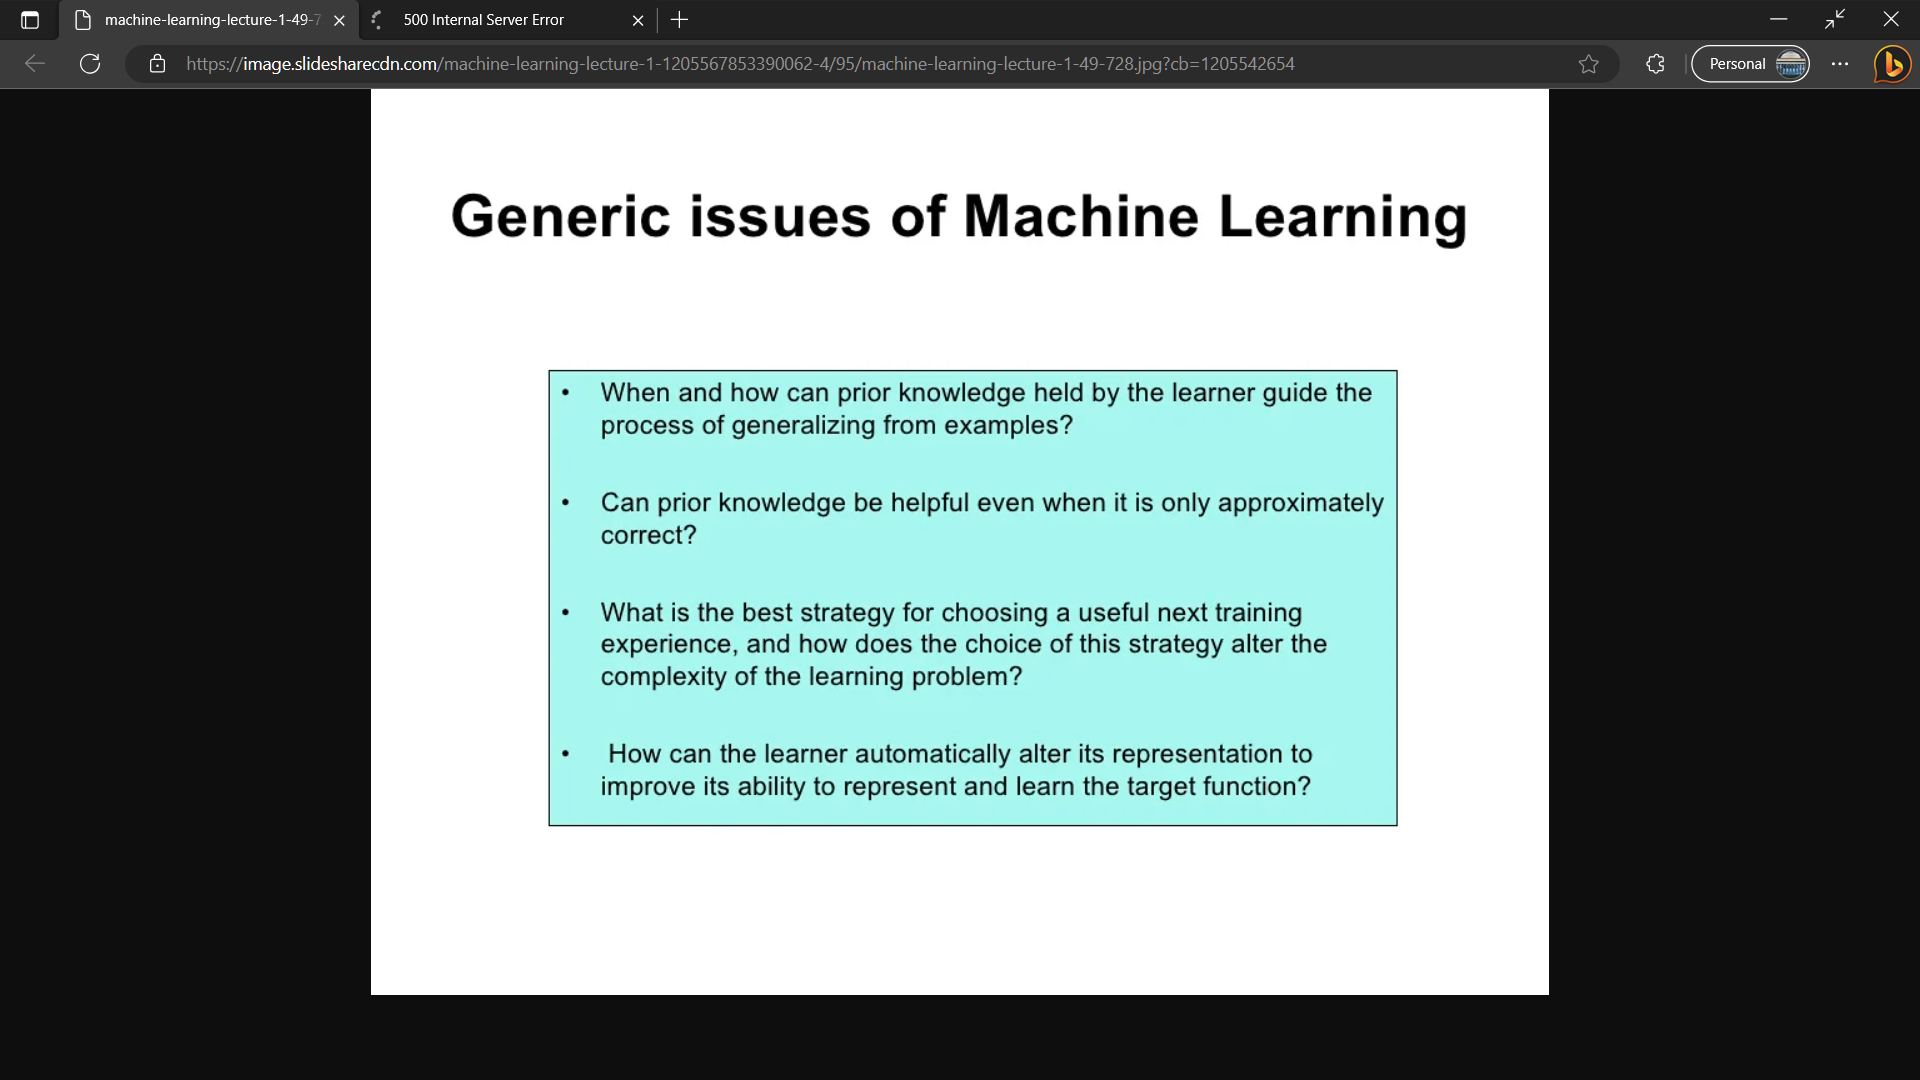 machine-learning-lecture-1-49-7
500 Internal Server Error
https://image.slidesharecdn.com/machine-learning-lecture-1-1205567853390062-4/95/machine-learning-lecture-1-49-728.jpg?cb=1205542654
Personal
Generic issues of Machine Learning
• When and how can prior knowledge held by the learner guide the
process of generalizing from examples?
• Can prior knowledge be helpful even when it is only approximately
correct?
• What is the best strategy for choosing a useful next training
experience, and how does the choice of this strategy alter the
complexity of the learning problem?
• How can the learner automatically alter its representation to
improve its ability to represent and learn the target function?